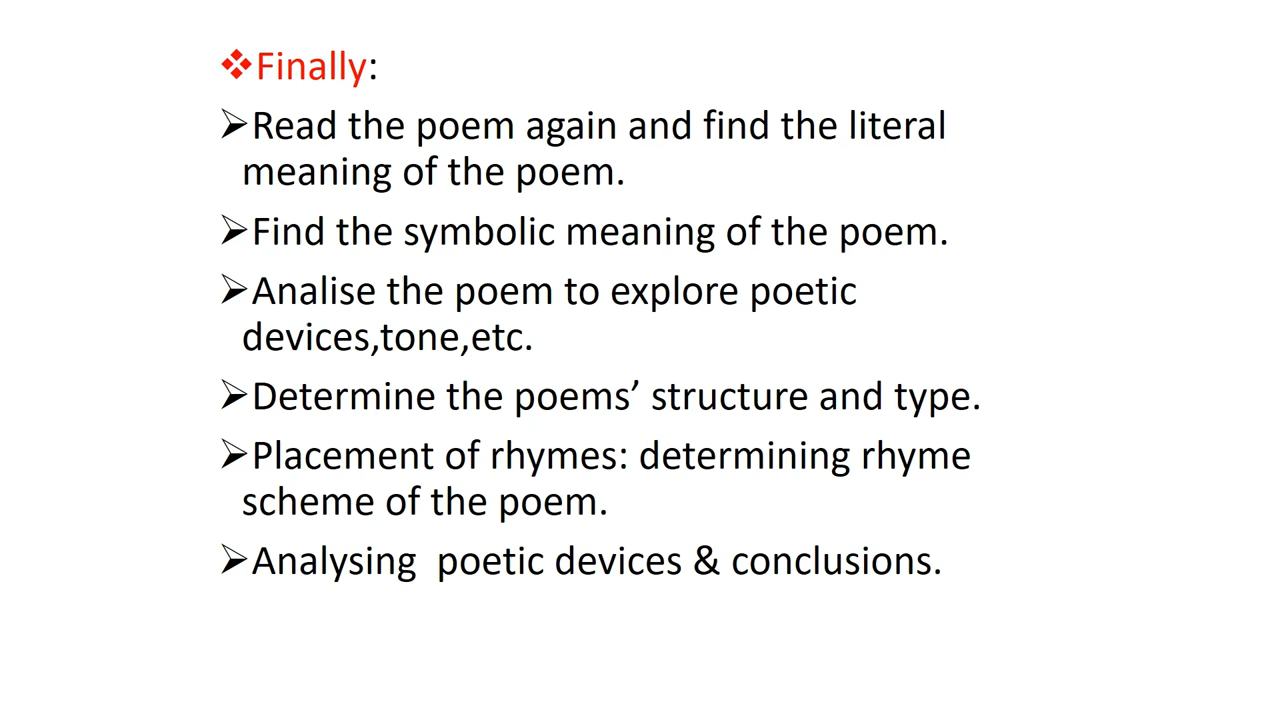 ❖Finally:
➢Read the poem again and find the literal
meaning of the poem.
➢Find the symbolic meaning of the poem.
➢Analise the poem to explore poetic
devices,tone,etc.
➢Determine the poems’ structure and type.
➢Placement of rhymes: determining rhyme
scheme of the poem.
➢Analysing  poetic devices & conclusions.